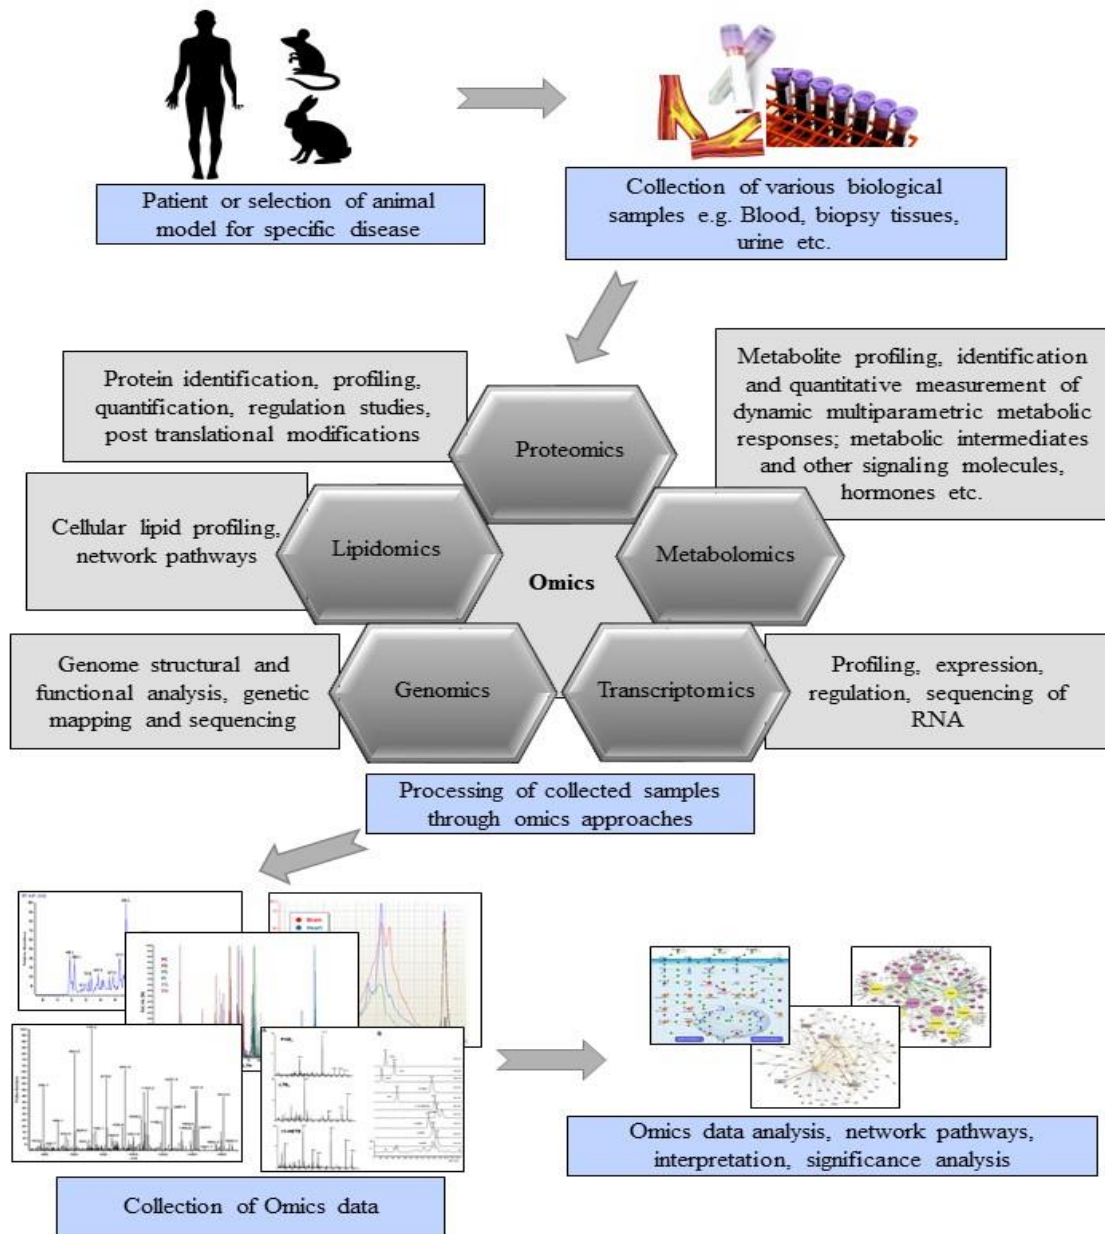 Patient or selection of animal
model for specific disease
Collection of various biological
samples e.g. Blood, biopsy tissues,
urine etc.
Protein identification, profiling,
quantification, regulation studies,
post translational modifications
Metabolite profiling, identification
and quantitative measurement of
dynamic multiparametric metabolic
responses; metabolic intermediates
and other signaling molecules,
hormones etc.
Proteomics
Cellular lipid profiling,
network pathways
Lipidomics
Metabolomics
Omics
Genome structural and
functional analysis, genetic
mapping and sequencing
Genomics
Transcriptomics
Profiling, expression,
regulation, sequencing of
RNA
Processing of collected samples
through omics approaches
Brain
Heart
Omics data analysis, network pathways,
interpretation, significance analysis
Collection of Omics data